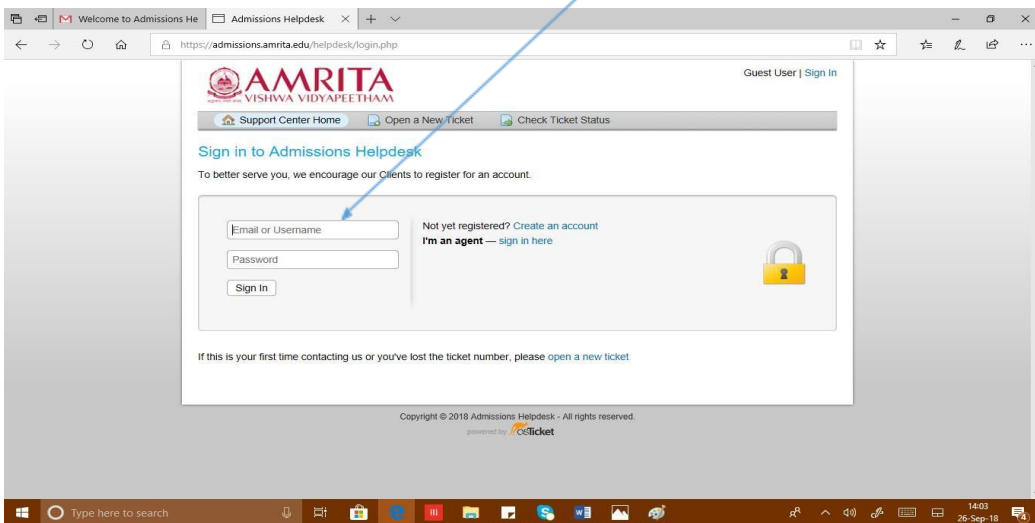 Welcome to Admissions He
Admissions Helpdesk
https://admissions.amrita.edu/helpdesk/login.php
AMRITA
VISHWA VIDYAPEETHAM
Guest User | Sign In
Support Center Home Open a New Ticket Check Ticket Status
Sign in to Admissions Helpdesk
To better serve you, we encourage our Clients to register for an account.
Email or Username
Not yet registered? Create an account
I'm an agent — sign in here
Password
Sign In
If this is your first time contacting us or you've lost the ticket number, please open a new ticket
Copyright © 2018 Admissions Helpdesk - All rights reserved.
powered by osTicket
Type here to search
14:03
26-Sep-18